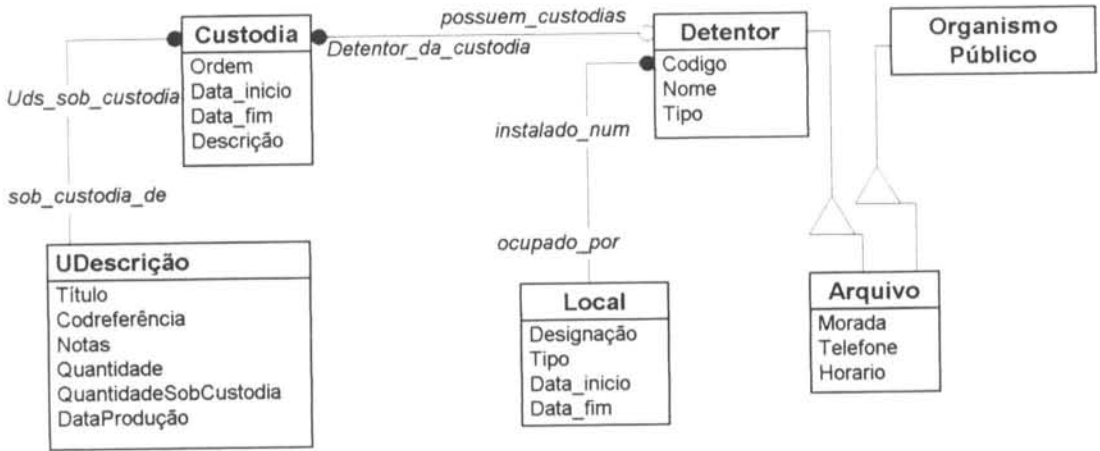 possuem_custodias
Custodia
Detentor_da_custodia
Detentor
Organismo
Público
Ordem
Data_inicio
Data_fim
Descrição
Codigo
Nome
Tipo
Uds_sob_custodia
instalado_num
sob_custodia_de
ocupado_por
UDescrição
Título
Codreferência
Notas
Quantidade
QuantidadeSobCustodia
DataProdução
Local
Designação
Tipo
Data_inicio
Data_fim
Arquivo
Morada
Telefone
Horario